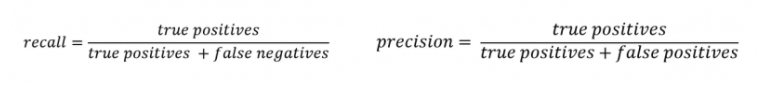 recall = true positives / true positives + false negatives
precision = true positives / true positives + false positives